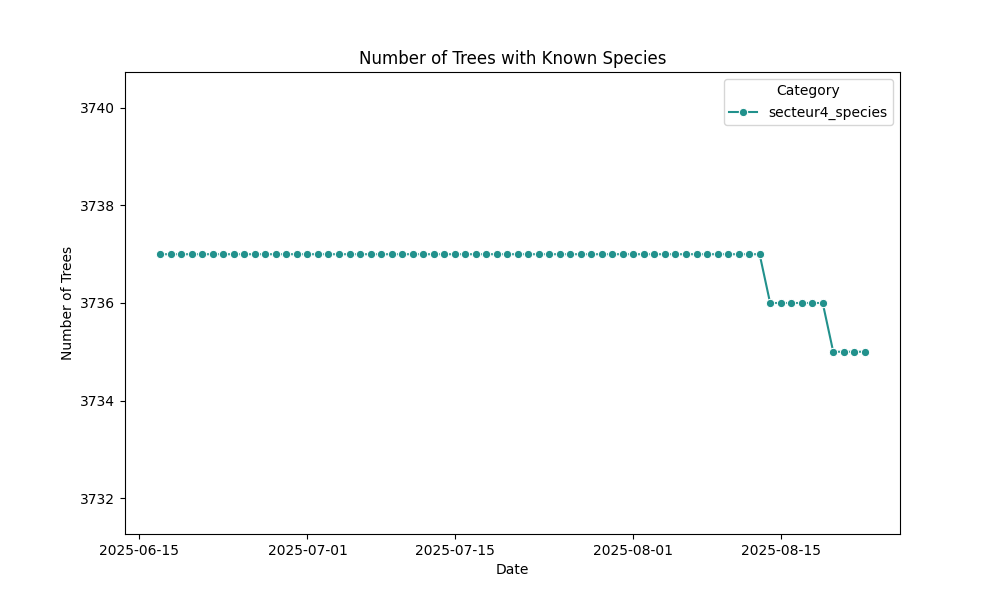 Number of Trees with Known Species
Category
secteur4_species
3740
3738
3736
3734
3732
Number of Trees
2025-06-15 2025-07-01 2025-07-15 2025-08-01 2025-08-15
Date